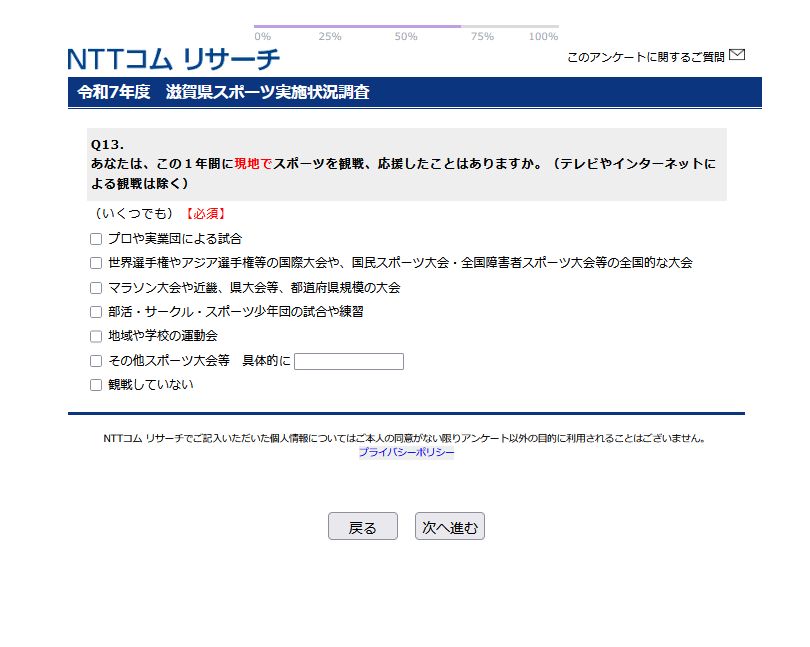 0% 25% 50% 75% 100%
NTTコム リサーチ
このアンケートに関するご質問
令和7年度 滋賀県スポーツ実施状況調査
Q13.
あなたは、この１年間に現地でスポーツを観戦、応援したことはありますか。（テレビやインターネットに
よる観戦は除く）
（いくつでも）【必須】
プロや実業団による試合
世界選手権やアジア選手権等の国際大会や、国民スポーツ大会・全国障害者スポーツ大会等の全国的な大会
マラソン大会や近畿、県大会等、都道府県規模の大会
部活・サークル・スポーツ少年団の試合や練習
地域や学校の運動会
その他スポーツ大会等 具体的に
観戦していない
NTTコム リサーチでご記入いただいた個人情報についてはご本人の同意がない限りアンケート以外の目的に利用されることはございません。
プライバシーポリシー
戻る 次へ進む